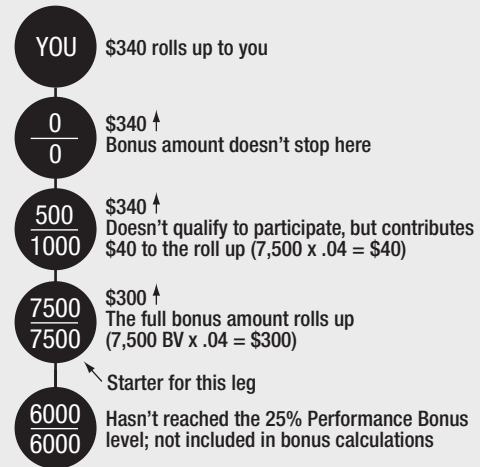 YOU
$340 rolls up to you
0
0
$340 ↑
Bonus amount doesn't stop here
500
1000
$340 ↑
Doesn't qualify to participate, but contributes
$40 to the roll up (7,500 x .04 = $40)
7500
7500
$300 ↑
The full bonus amount rolls up
(7,500 BV x .04 = $300)
Starter for this leg
6000
6000
Hasn't reached the 25% Performance Bonus
level; not included in bonus calculations